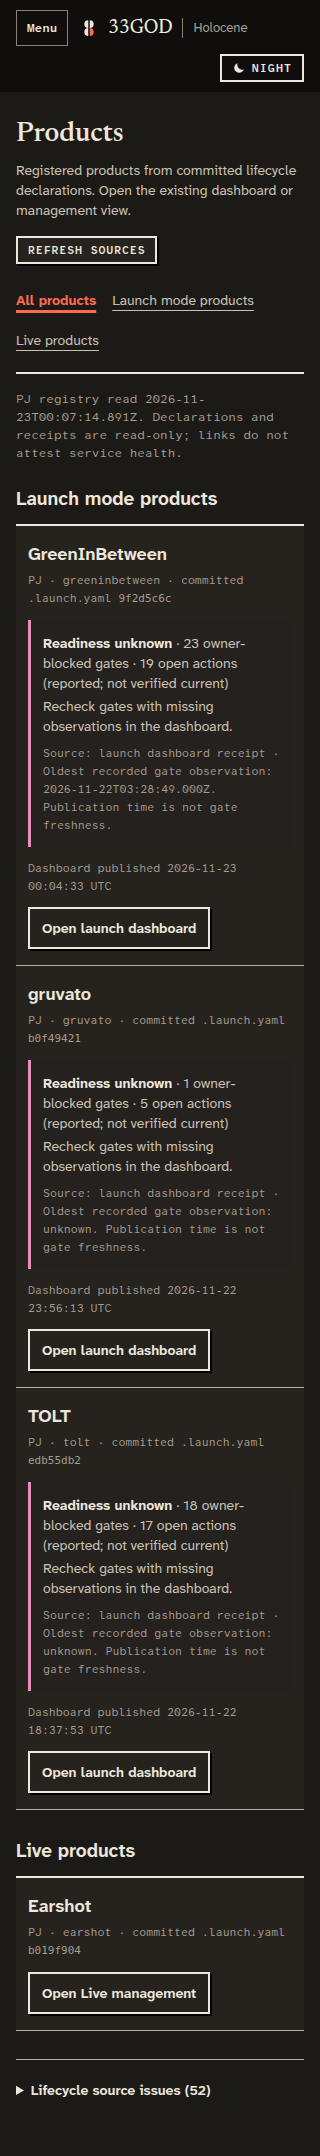 Menu
33GOD
Holocene
NIGHT
Products
Registered products from committed lifecycle
declarations. Open the existing dashboard or
management view.
REFRESH SOURCES
All products
Launch mode products
Live products
PJ registry read 2026-11-
23T00:07:14.891Z. Declarations and
receipts are read-only; links do not
attest service health.
Launch mode products
GreenInBetween
PJ · greeninbetween · committed
.launch.yaml 9f2d5c6c
Readiness unknown · 23 owner-
blocked gates · 19 open actions
(reported; not verified current)
Recheck gates with missing
observations in the dashboard.
Source: launch dashboard receipt ·
Oldest recorded gate observation:
2026-11-22T03:28:49.000Z.
Publication time is not gate
freshness.
Dashboard published 2026-11-23
00:04:33 UTC
Open launch dashboard
gruvato
PJ · gruvato · committed .launch.yaml
b0f49421
Readiness unknown · 1 owner-
blocked gates · 5 open actions
(reported; not verified current)
Recheck gates with missing
observations in the dashboard.
Source: launch dashboard receipt ·
Oldest recorded gate observation:
unknown. Publication time is not
gate freshness.
Dashboard published 2026-11-22
23:56:13 UTC
Open launch dashboard
TOLT
PJ · tolt · committed .launch.yaml
edb55db2
Readiness unknown · 18 owner-
blocked gates · 17 open actions
(reported; not verified current)
Recheck gates with missing
observations in the dashboard.
Source: launch dashboard receipt ·
Oldest recorded gate observation:
unknown. Publication time is not
gate freshness.
Dashboard published 2026-11-22
18:37:53 UTC
Open launch dashboard
Live products
Earshot
PJ · earshot · committed .launch.yaml
b019f904
Open Live management
Lifecycle source issues (52)